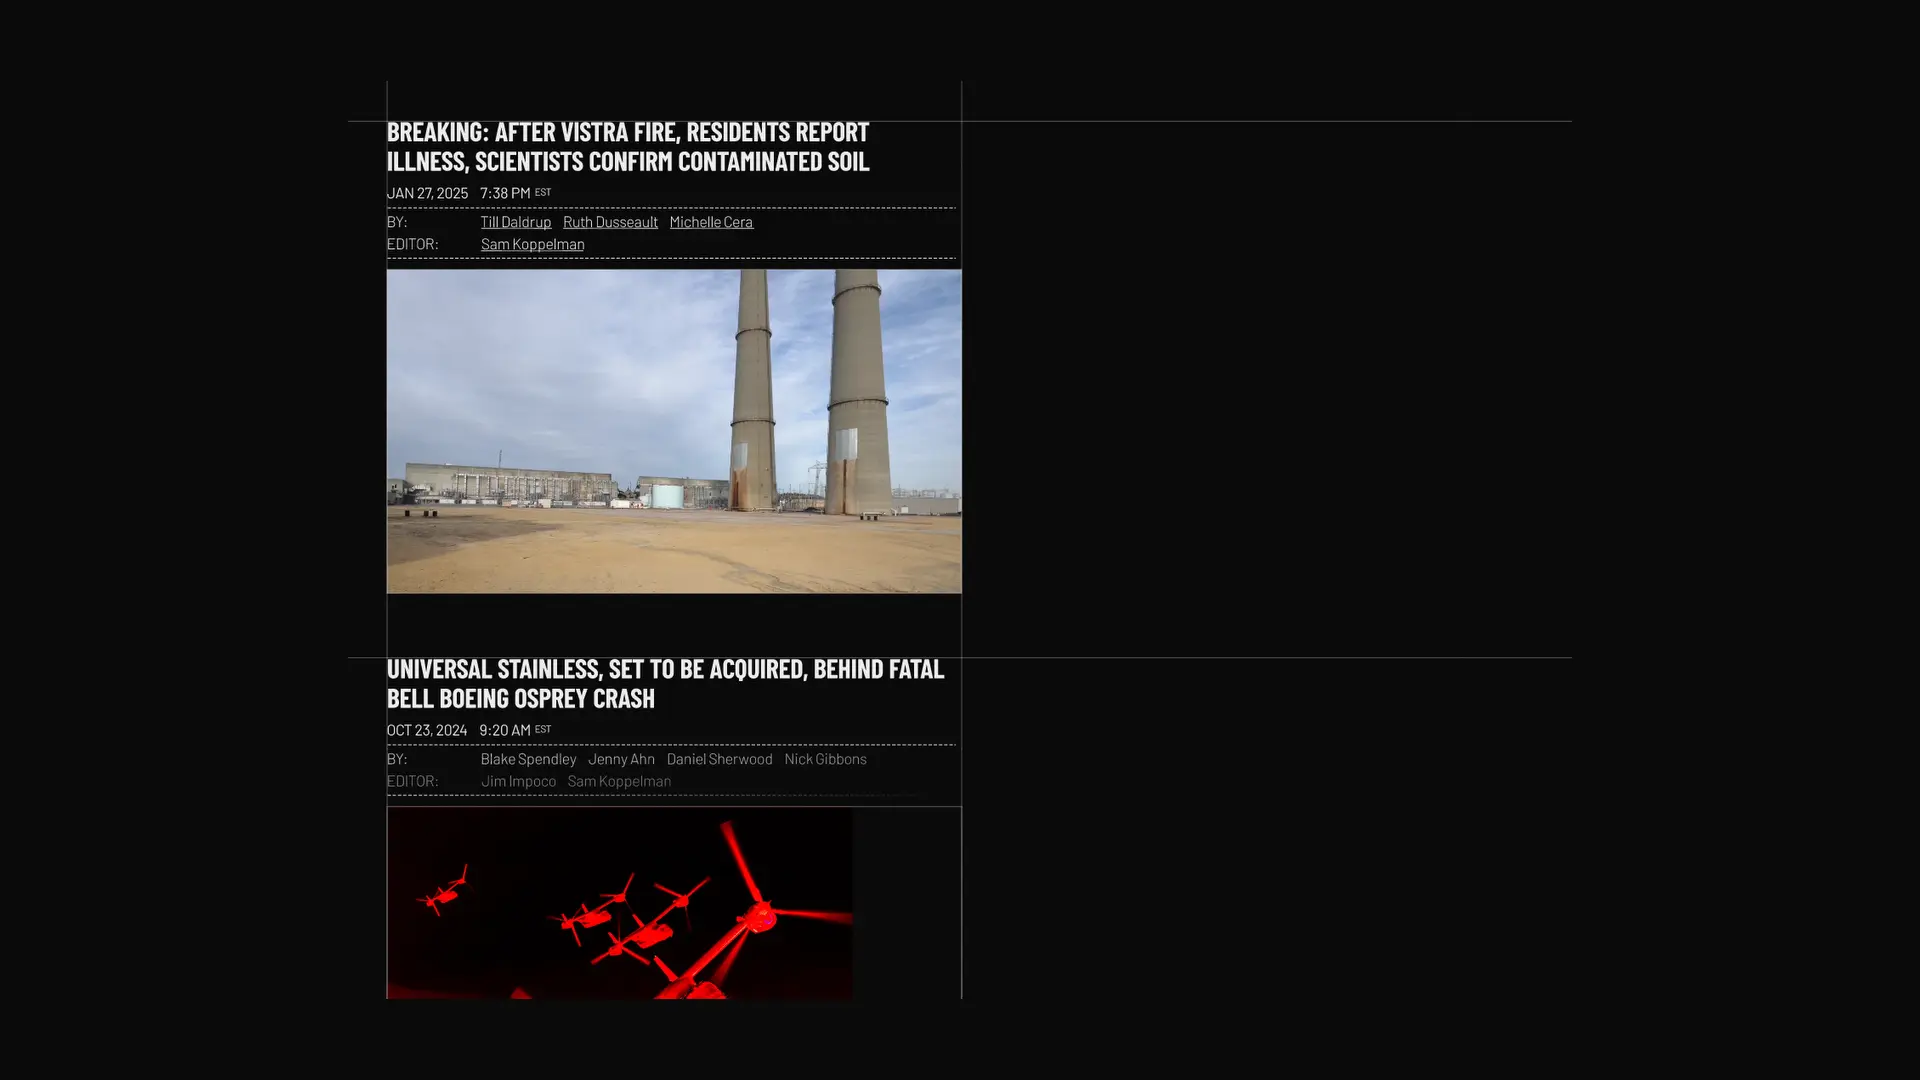 BREAKING: AFTER VISTRA FIRE, RESIDENTS REPORT
ILLNESS, SCIENTISTS CONFIRM CONTAMINATED SOIL
JAN 27, 2025 7:38 PM EST
BY: Till Daldrup Ruth Dusseault Michelle Cera
EDITOR: Sam Koppelman
UNIVERSAL STAINLESS, SET TO BE ACQUIRED, BEHIND FATAL
BELL BOEING OSPREY CRASH
OCT 23, 2024 9:20 AM EST
BY: Blake Spendley Jenny Ahn Daniel Sherwood Nick Gibbons
EDITOR: Jim Impoco Sam Koppelman